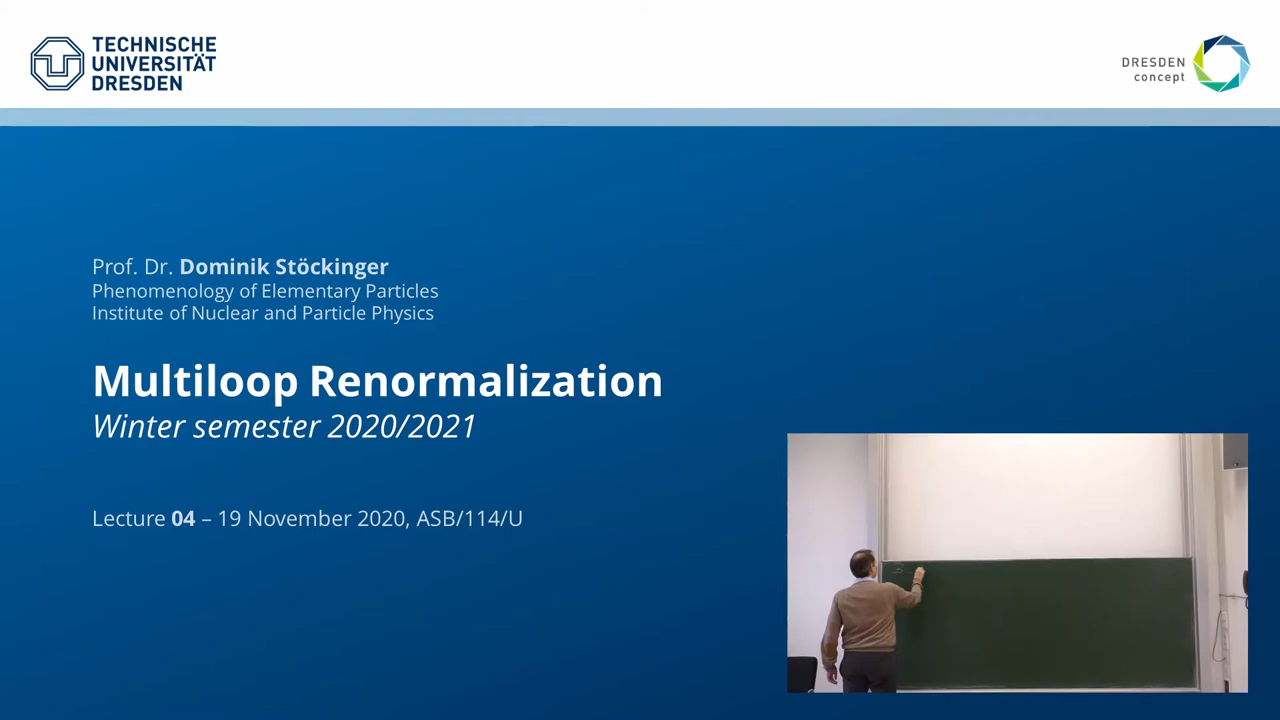 TECHNISCHE
UNIVERSITÄT
DRESDEN
DRESDEN
concept
Prof. Dr. Dominik Stöckinger
Phenomenology of Elementary Particles
Institute of Nuclear and Particle Physics
Multiloop Renormalization
Winter semester 2020/2021
Lecture 04 – 19 November 2020, ASB/114/U